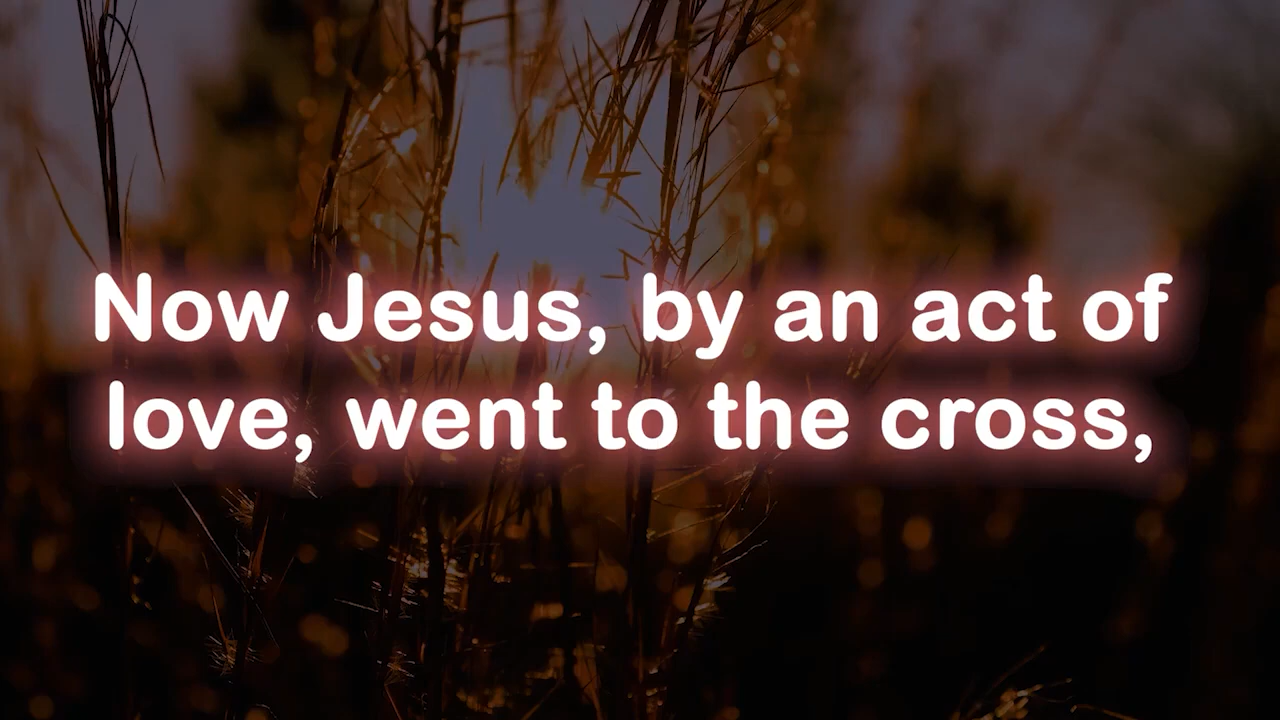 Now Jesus, by an act of
love, went to the cross,